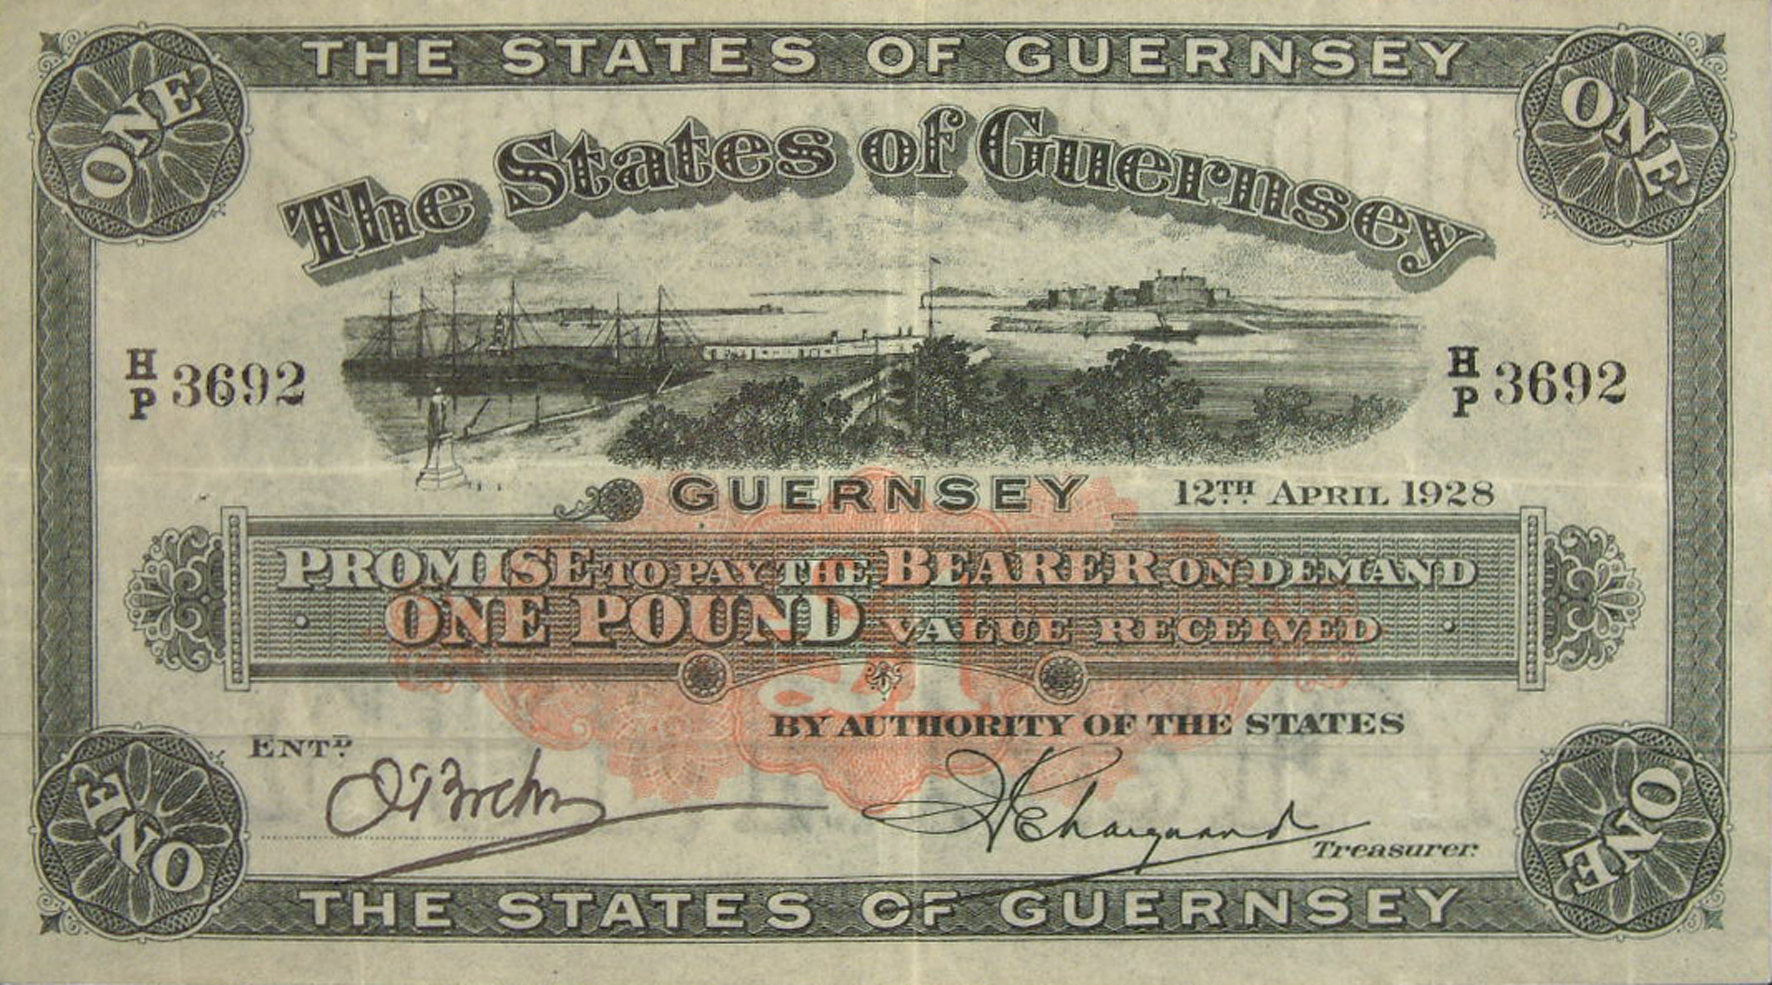 THE STATES OF GUERNSEY
ONE
ONE
The States of Guernsey
H/P 3692
H/P 3692
GUERNSEY 12TH APRIL 1928
PROMISE TO PAY THE BEARER ON DEMAND
ONE POUND VALUE RECEIVED
£1
BY AUTHORITY OF THE STATES
ENTD
Treasurer.
ONE
ONE
THE STATES OF GUERNSEY